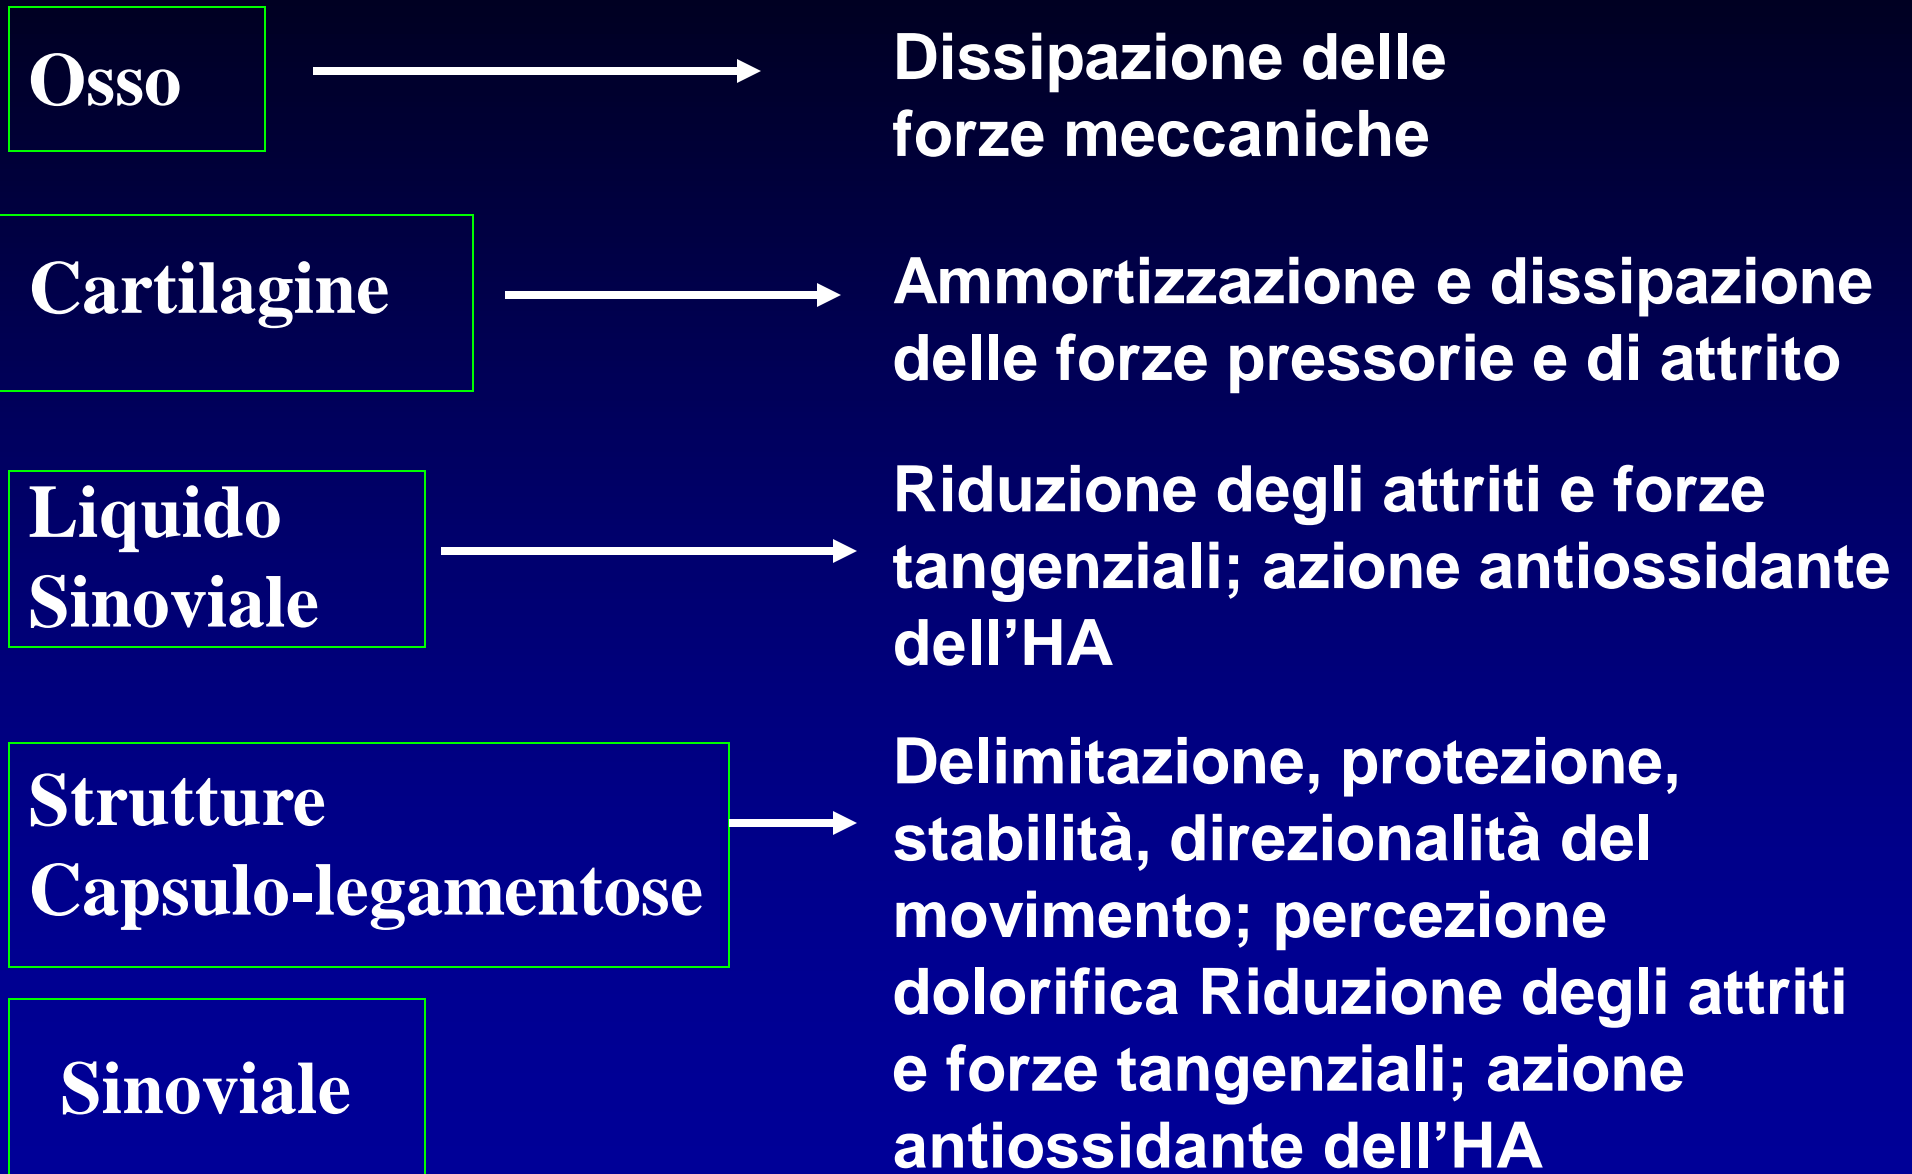 Osso
Dissipazione delle
forze meccaniche
Cartilagine
Ammortizzazione e dissipazione
delle forze pressorie e di attrito
Liquido
Sinoviale
Riduzione degli attriti e forze
tangenziali; azione antiossidante
dell’HA
Strutture
Capsulo-legamentose
Delimitazione, protezione,
stabilità, direzionalità del
movimento; percezione
dolorifica Riduzione degli attriti
e forze tangenziali; azione
antiossidante dell’HA
Sinoviale